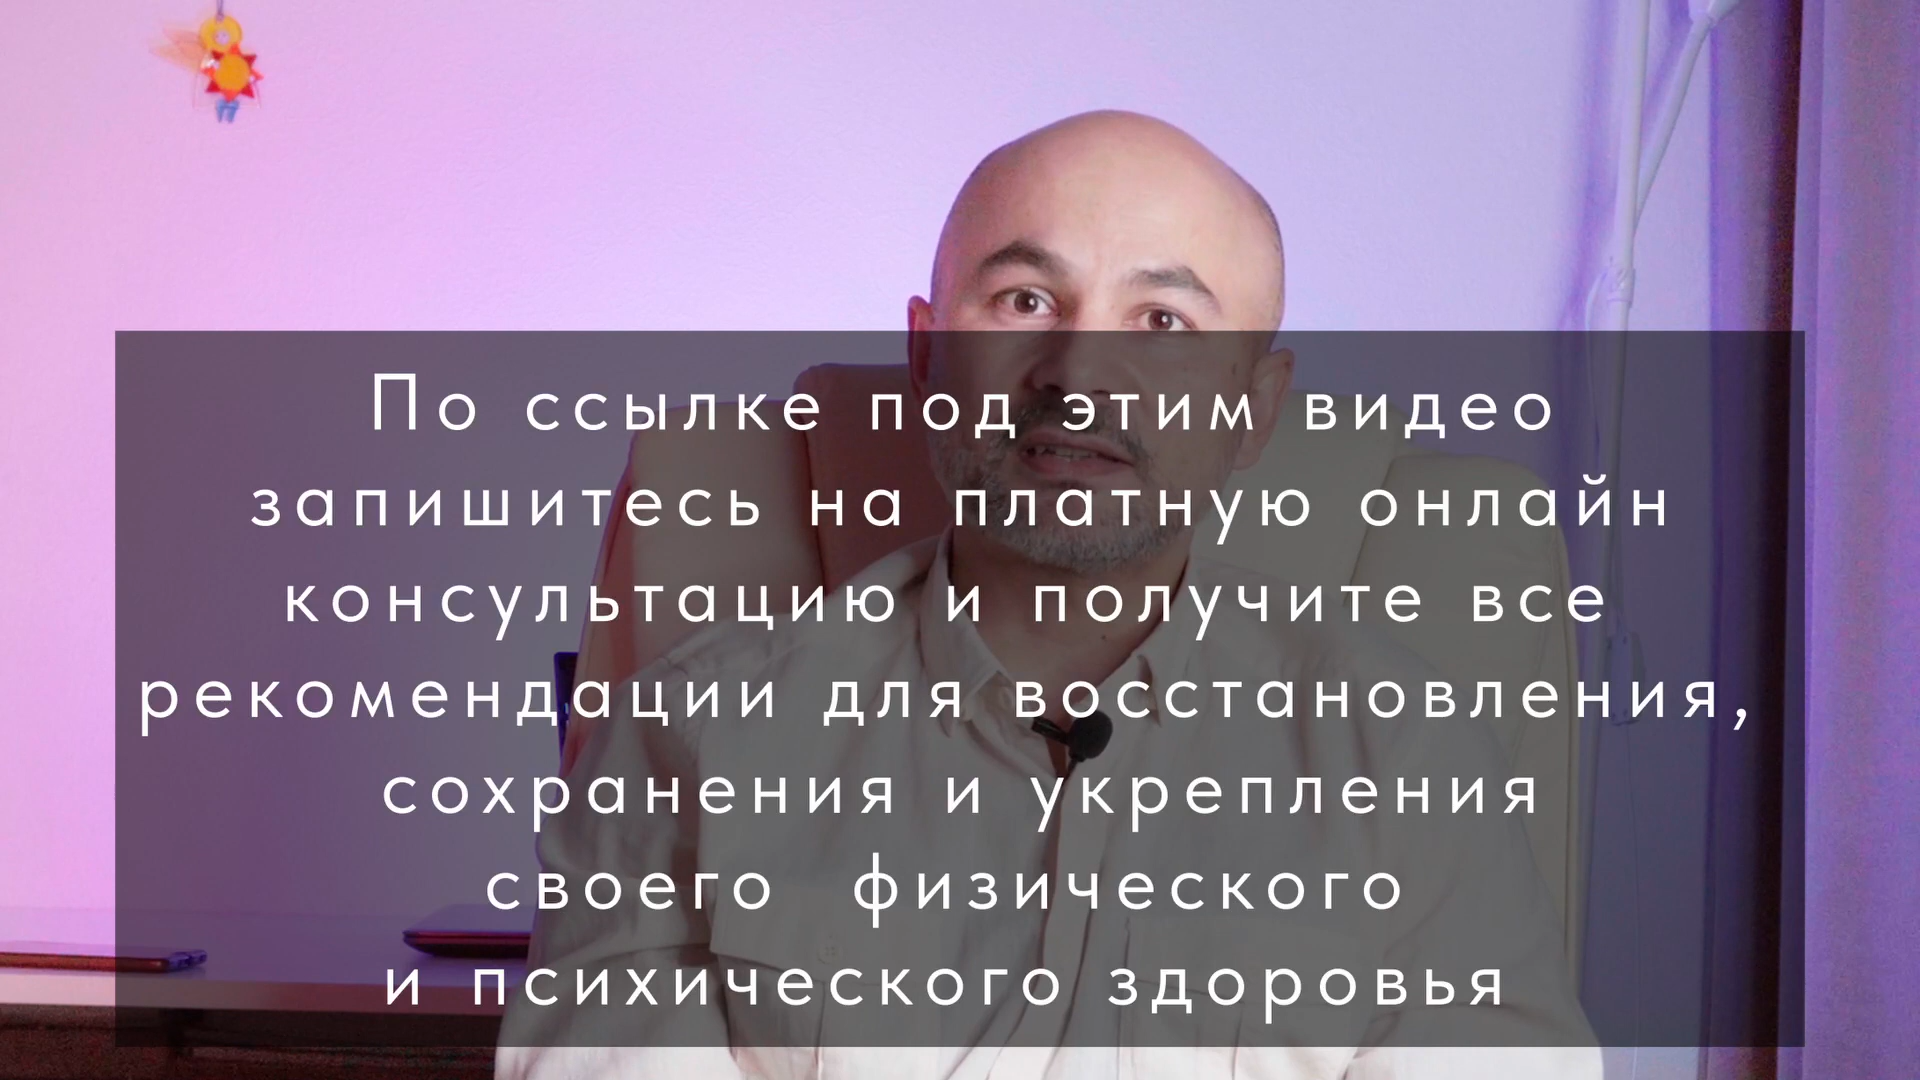 По ссылке под этим видео
запишитесь на платную онлайн
консультацию и получите все
рекомендации для восстановления,
сохранения и укрепления
своего физического
и психического здоровья